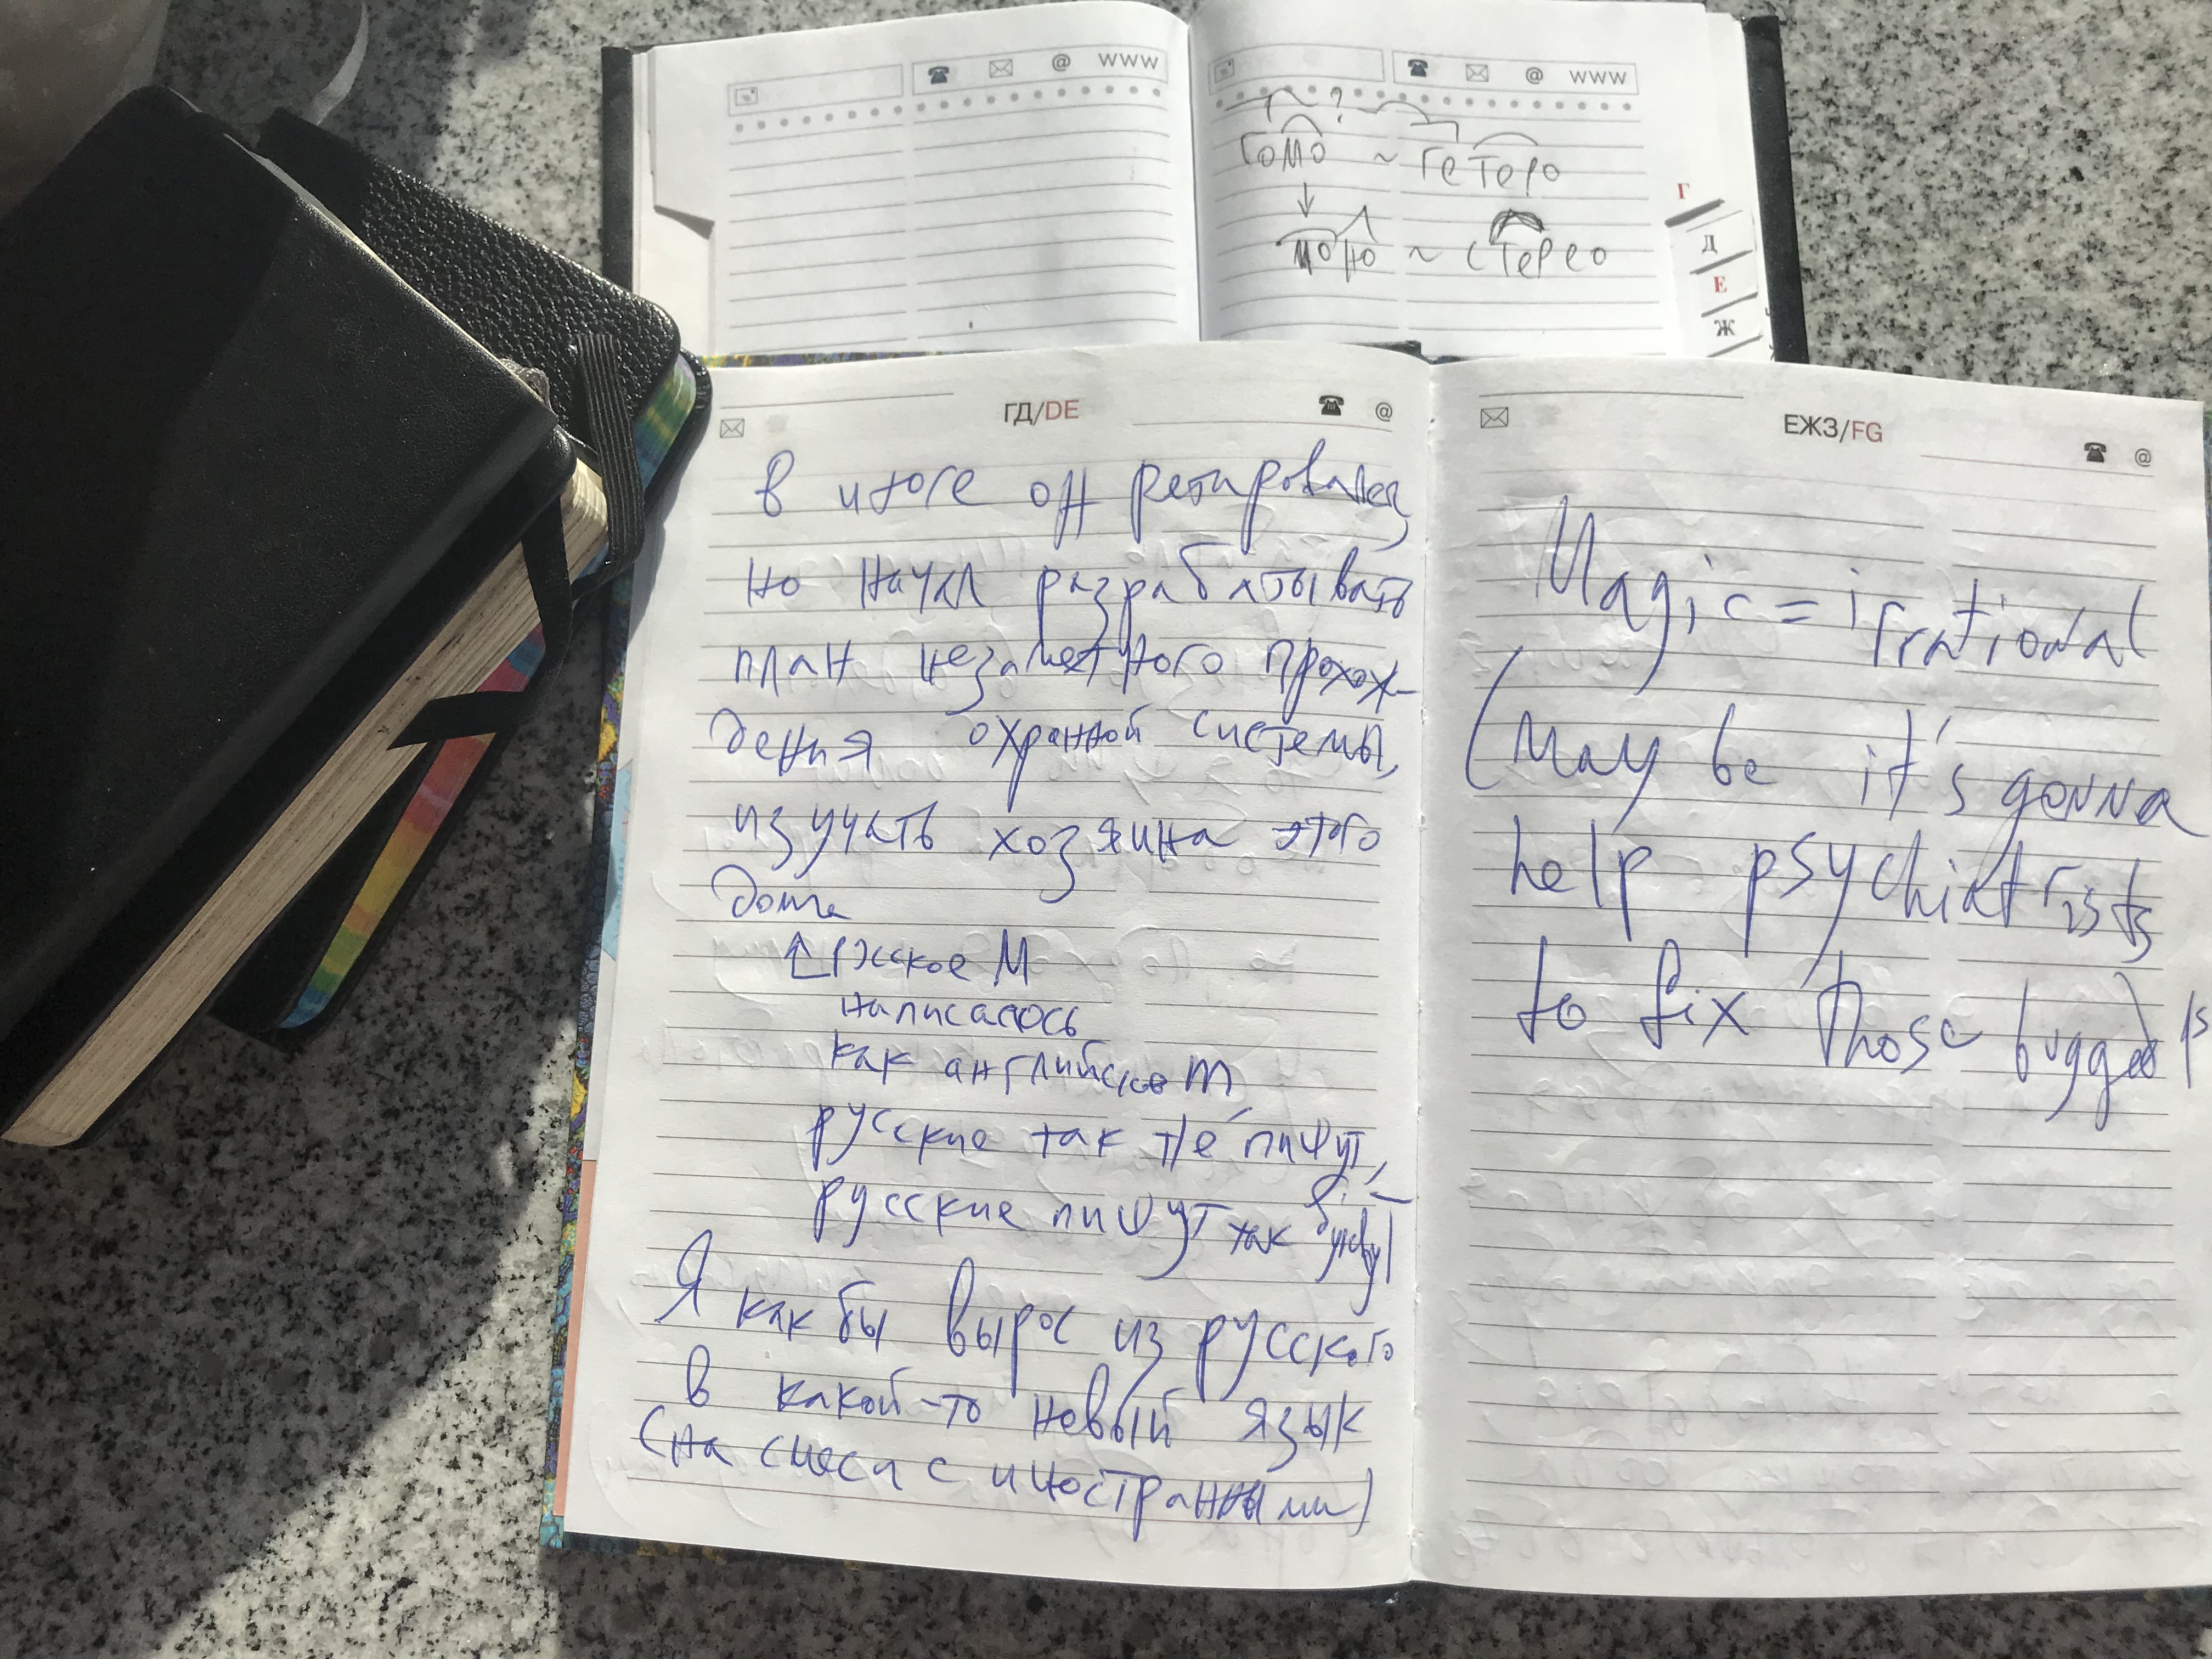 @ WWW
@ WWW
?
ГОМО ~ ГЕТЕРО
МОНО ~ СТЕРЕО
Г
Д
Е
Ж
ГД/DE
@
в итоге он ретировался
но начал разрабатывать
план незаметного прохож-
дения охранной системы,
изучать хозяина этого
дома
↑ русское М
написалось
как английское m
русские так не пишут,
русские пишут так букву
Я как бы вырос из русского
в какой-то новый язык
(на смеси с иностранными)
ЕЖЗ/FG
@
Magic = irrational
(May be it's gonna
help psychiatrists
to fix those bugged